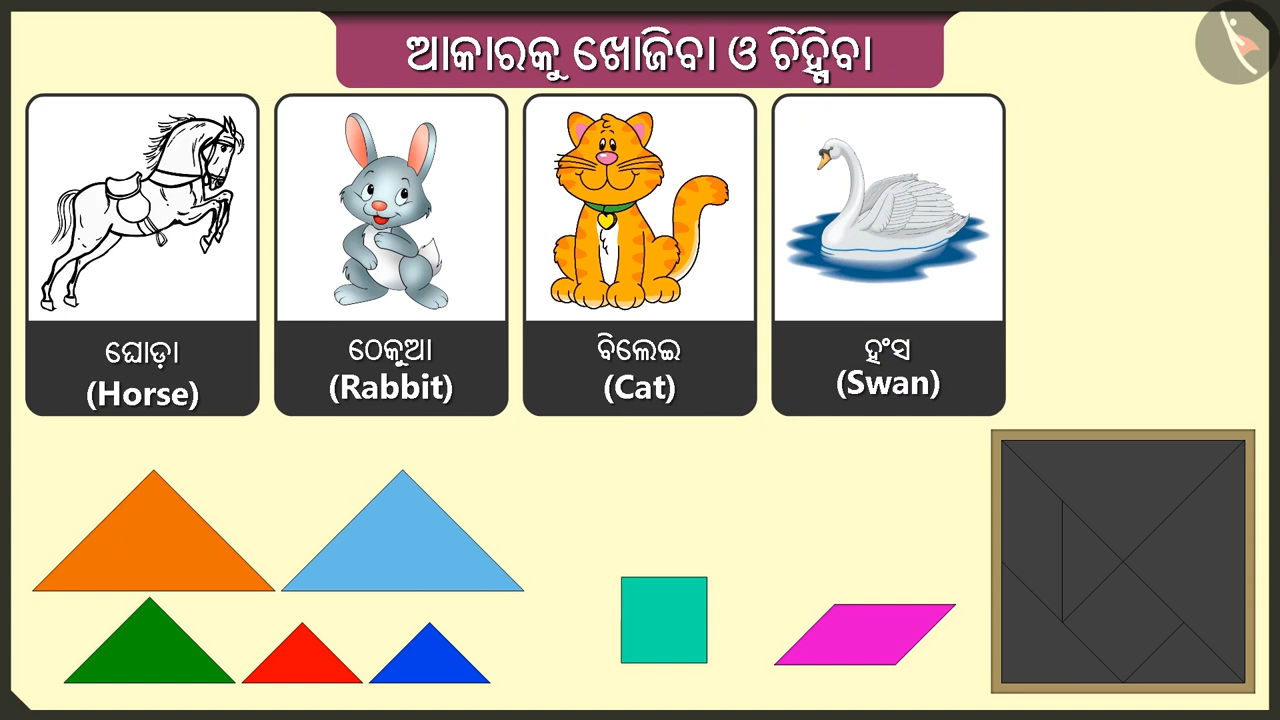 ଆକାରକୁ ଖୋଜିବା ଓ ଚିହ୍ନିବା
ଘୋଡ଼ା
(Horse)
ଠେକୁଆ
(Rabbit)
ବିଲେଇ
(Cat)
ହଂସ
(Swan)